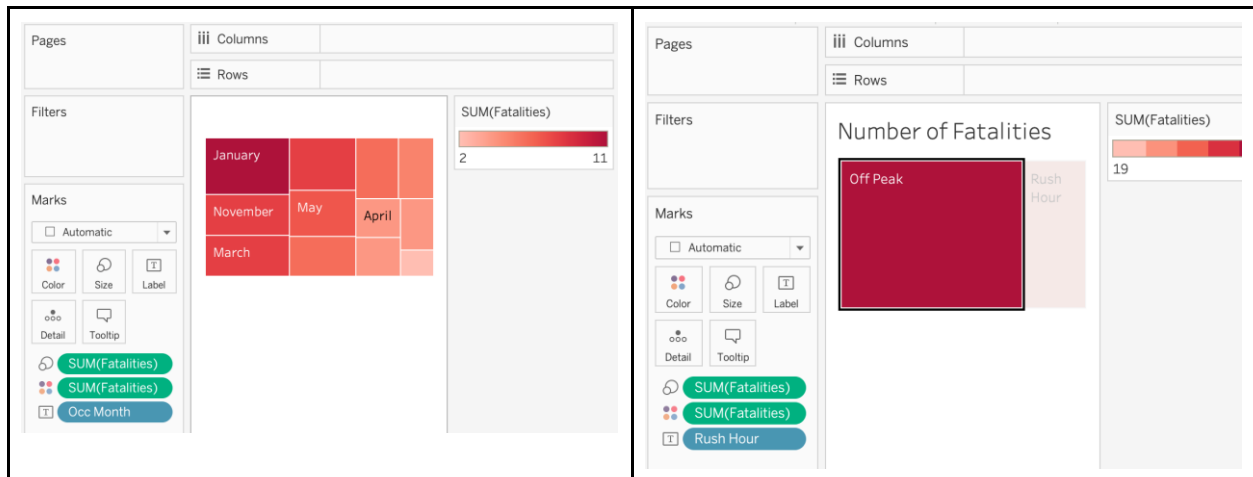 Pages
Columns
Rows
Filters
SUM(Fatalities)
2 11
January
November
May
April
March
Marks
Automatic
Color Size Label
Detail Tooltip
SUM(Fatalities)
SUM(Fatalities)
Occ Month
Pages
Columns
Rows
Filters
Number of Fatalities
SUM(Fatalities)
19
Off Peak
Rush
Hour
Marks
Automatic
Color Size Label
Detail Tooltip
SUM(Fatalities)
SUM(Fatalities)
Rush Hour